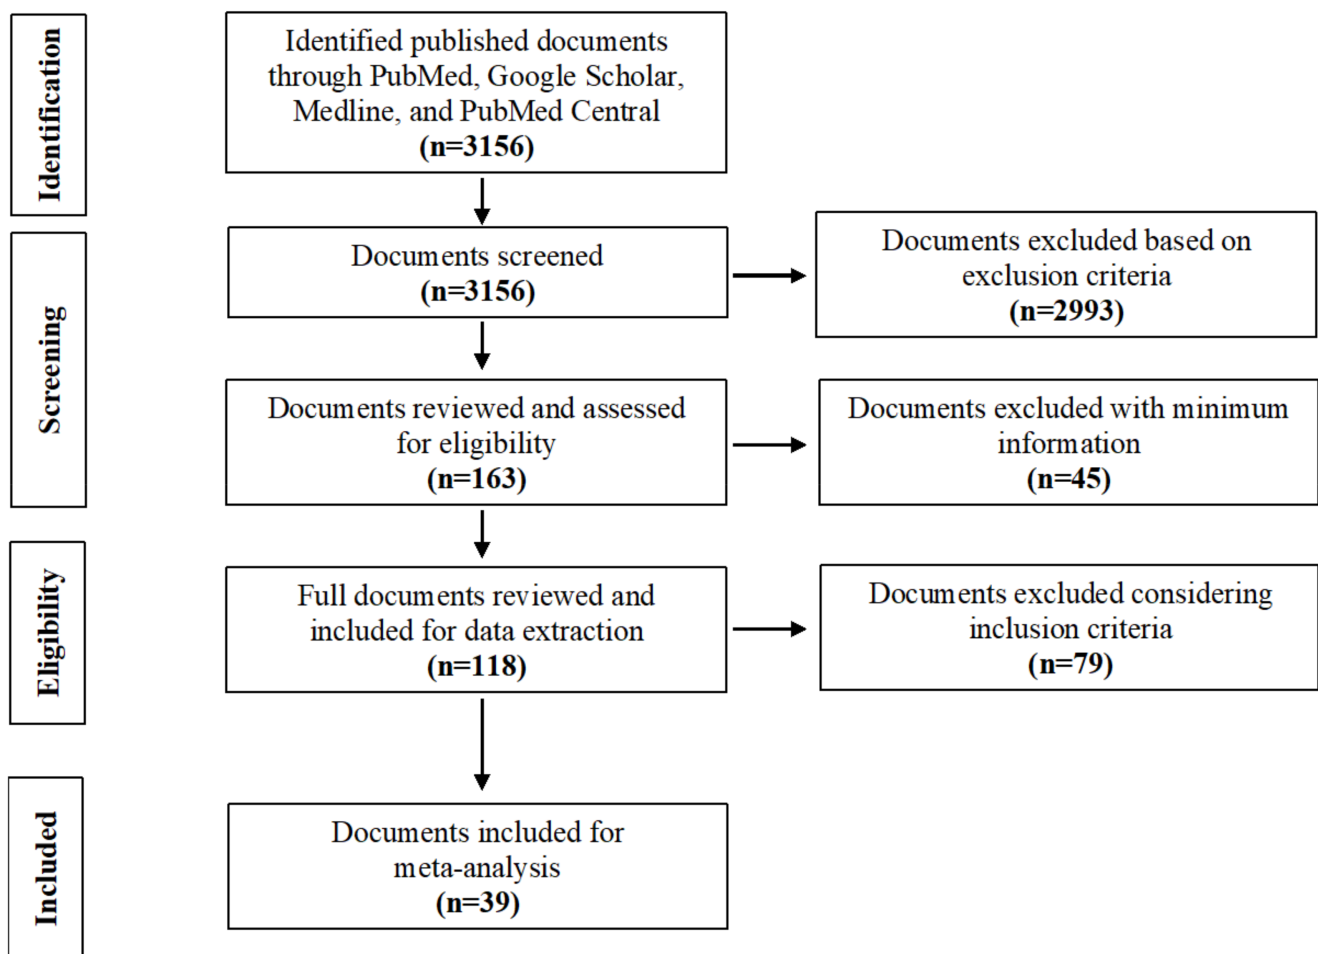 Identification
Identified published documents
through PubMed, Google Scholar,
Medline, and PubMed Central
(n=3156)
Screening
Documents screened
(n=3156)
Documents excluded based on
exclusion criteria
(n=2993)
Documents reviewed and assessed
for eligibility
(n=163)
Documents excluded with minimum
information
(n=45)
Eligibility
Full documents reviewed and
included for data extraction
(n=118)
Documents excluded considering
inclusion criteria
(n=79)
Included
Documents included for
meta-analysis
(n=39)